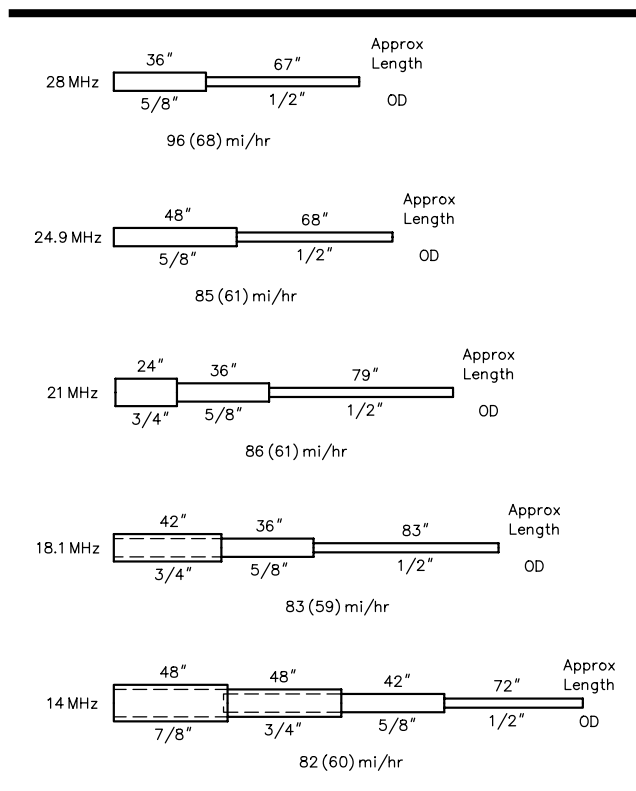 Approx
Length
36" 67"
28 MHz
5/8" 1/2" OD
96 (68) mi/hr
Approx
Length
48" 68"
24.9 MHz
5/8" 1/2" OD
85 (61) mi/hr
Approx
Length
24" 36" 79"
21 MHz
3/4" 5/8" 1/2" OD
86 (61) mi/hr
Approx
Length
42" 36" 83"
18.1 MHz
3/4" 5/8" 1/2" OD
83 (59) mi/hr
Approx
Length
48" 48" 42" 72"
14 MHz
7/8" 3/4" 5/8" 1/2" OD
82 (60) mi/hr